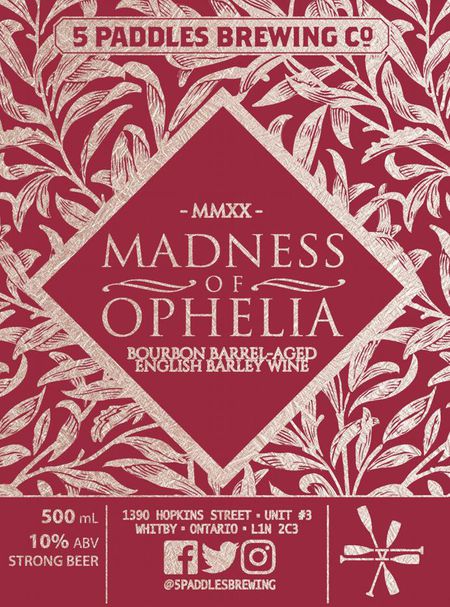 5 PADDLES BREWING CO
- MMXX -
MADNESS
OF
OPHELIA
BOURBON BARREL-AGED
ENGLISH BARLEY WINE
500 mL
10% ABV
STRONG BEER
1390 HOPKINS STREET • UNIT #3
WHITBY • ONTARIO • L1N 2C3
@5PADDLESBREWING
V